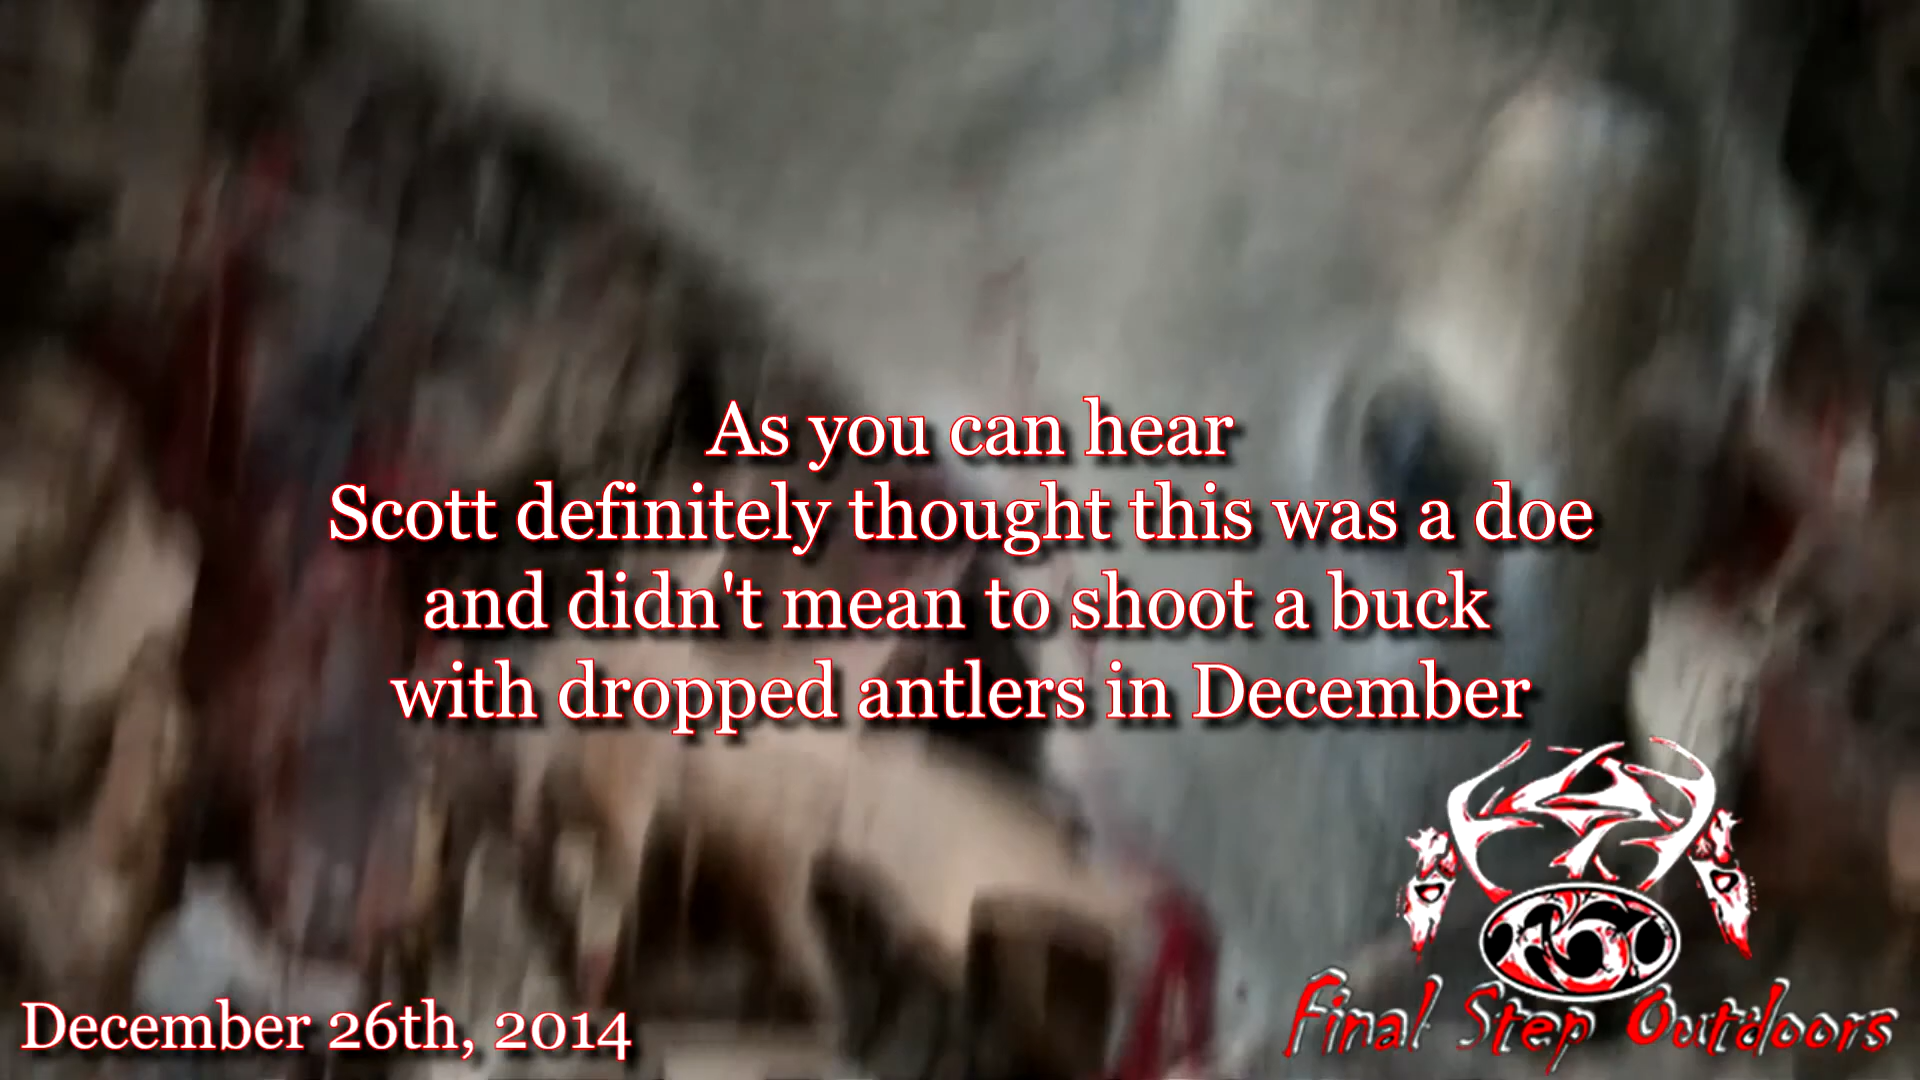 As you can hear
Scott definitely thought this was a doe
and didn't mean to shoot a buck
with dropped antlers in December
December 26th, 2014
Final Step Outdoors